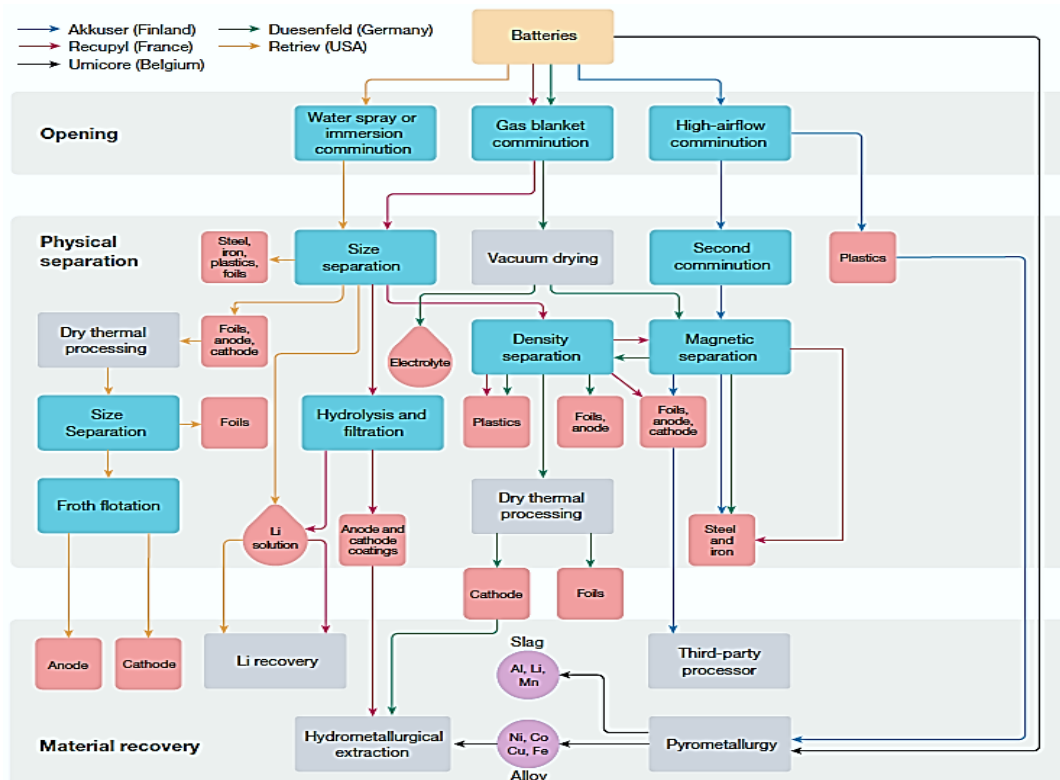 Akkuser (Finland)
Duesenfeld (Germany)
Recupyl (France)
Retriev (USA)
Umicore (Belgium)
Batteries
Opening
Water spray or
immersion
comminution
Gas blanket
comminution
High-airflow
comminution
Physical
separation
Steel,
iron,
plastics,
foils
Size
separation
Vacuum drying
Second
comminution
Plastics
Dry thermal
processing
Foils,
anode,
cathode
Electrolyte
Density
separation
Magnetic
separation
Size
Separation
Foils
Hydrolysis and
filtration
Plastics
Foils,
anode
Foils,
anode,
cathode
Froth flotation
Li
solution
Anode and
cathode
coatings
Dry thermal
processing
Steel
and
iron
Cathode
Foils
Anode
Cathode
Li recovery
Slag
Al, Li,
Mn
Third-party
processor
Material recovery
Hydrometallurgical
extraction
Ni, Co
Cu, Fe
Alloy
Pyrometallurgy